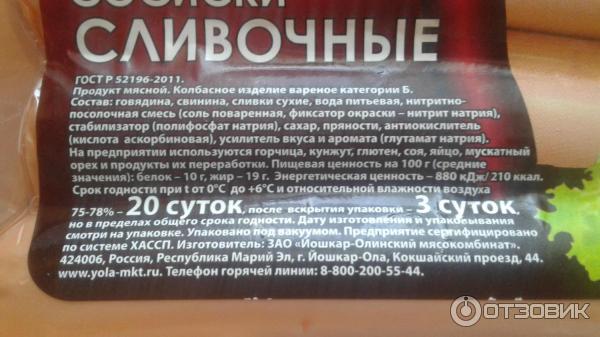 СОСИСКИ
СЛИВОЧНЫЕ
ГОСТ Р 52196-2011.
Продукт мясной. Колбасное изделие вареное категории Б.
Состав: говядина, свинина, сливки сухие, вода питьевая, нитритно-
посолочная смесь (соль поваренная, фиксатор окраски – нитрит натрия),
стабилизатор (полифосфат натрия), сахар, пряности, антиокислитель
(кислота аскорбиновая), усилитель вкуса и аромата (глутамат натрия).
На предприятии используются горчица, кунжут, глютен, соя, яйцо, мускатный
орех и продукты их переработки. Пищевая ценность на 100 г (средние
значения): белок – 10 г, жир – 19 г. Энергетическая ценность – 880 кДж/ 210 ккал.
Срок годности при t от 0°С до +6°С и относительной влажности воздуха
75-78% – 20 суток, после вскрытия упаковки – 3 суток,
но в пределах общего срока годности. Дату изготовления и упаковывания
смотри на упаковке. Упаковано под вакуумом. Предприятие сертифицировано
по системе ХАССП. Изготовитель: ЗАО «Йошкар-Олинский мясокомбинат».
424006, Россия, Республика Марий Эл, г. Йошкар-Ола, Кокшайский проезд, 44.
www.yola-mkt.ru. Телефон горячей линии: 8-800-200-55-44.
ОТЗОВИК